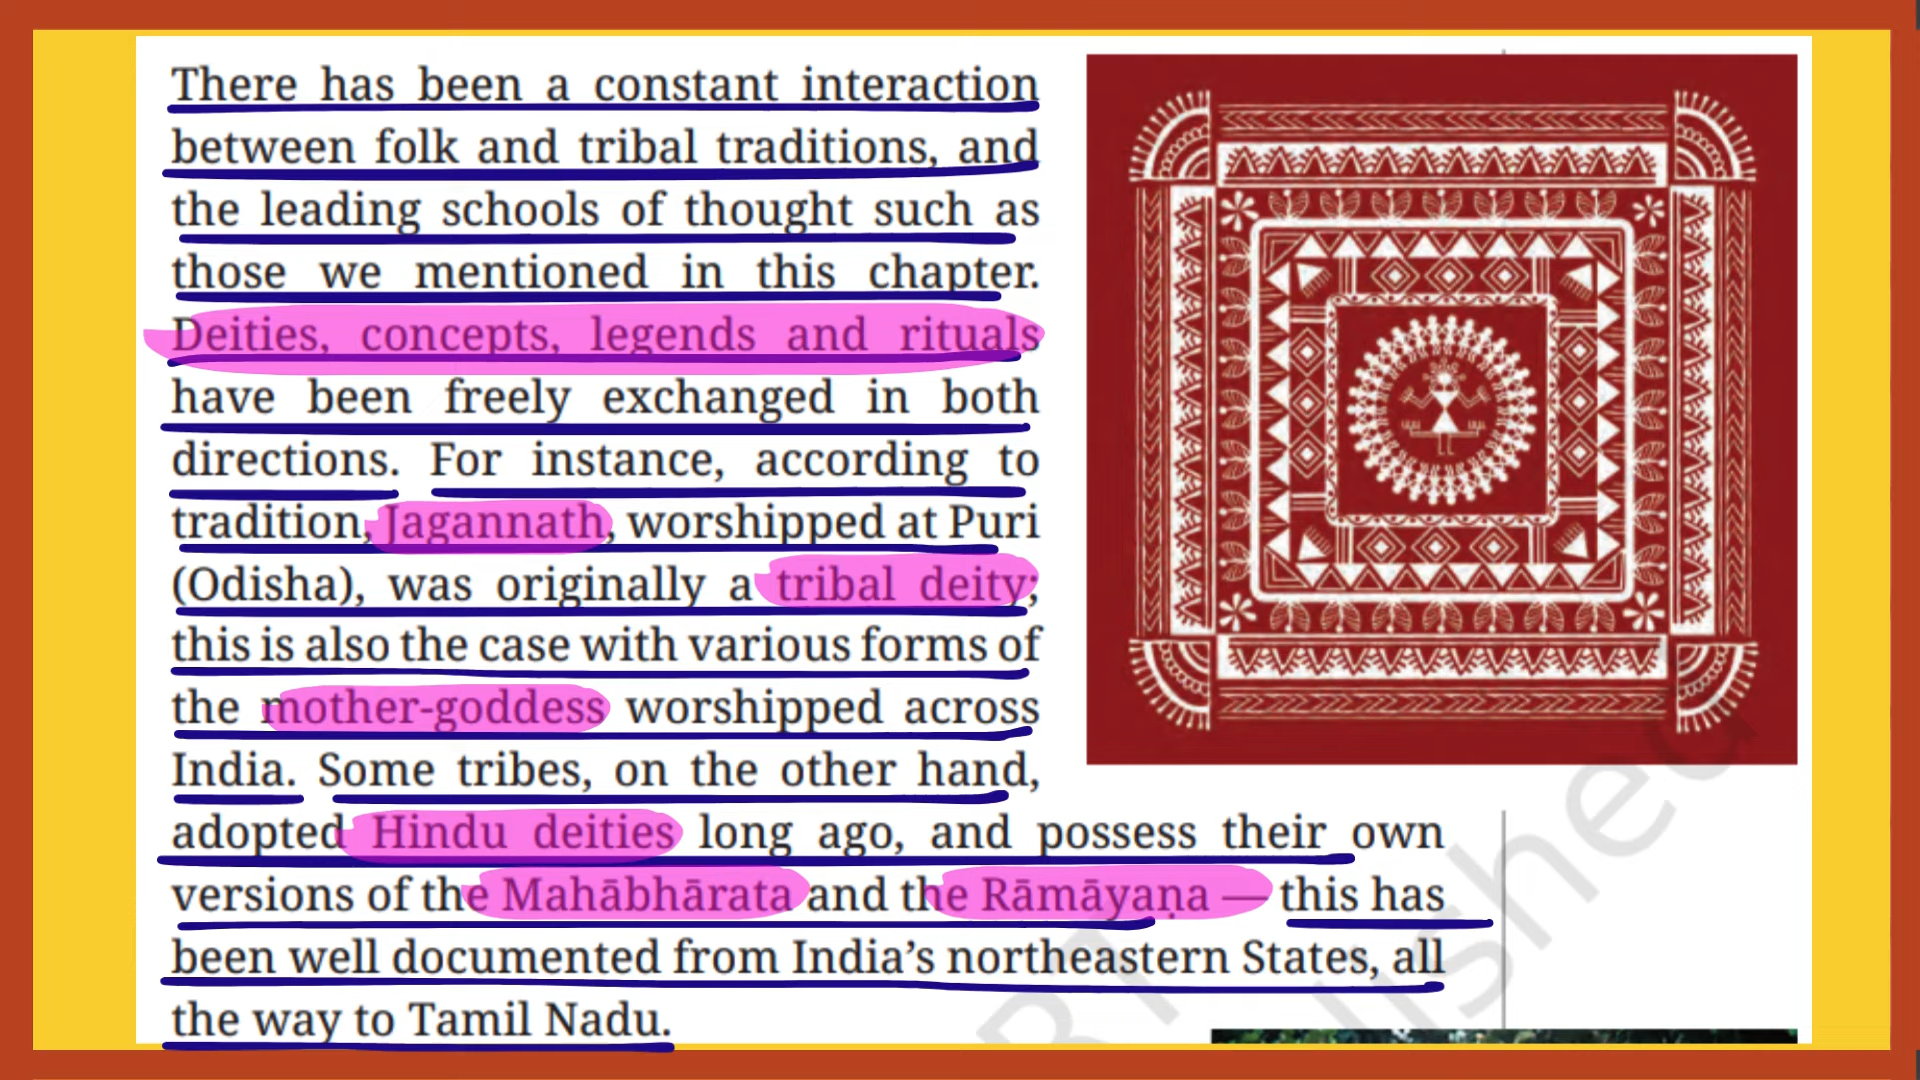 There has been a constant interaction
between folk and tribal traditions, and
the leading schools of thought such as
those we mentioned in this chapter.
Deities, concepts, legends and rituals
have been freely exchanged in both
directions. For instance, according to
tradition, Jagannath, worshipped at Puri
(Odisha), was originally a tribal deity;
this is also the case with various forms of
the mother-goddess worshipped across
India. Some tribes, on the other hand,
adopted Hindu deities long ago, and possess their own
versions of the Mahābhārata and the Rāmāyaṇa — this has
been well documented from India’s northeastern States, all
the way to Tamil Nadu.